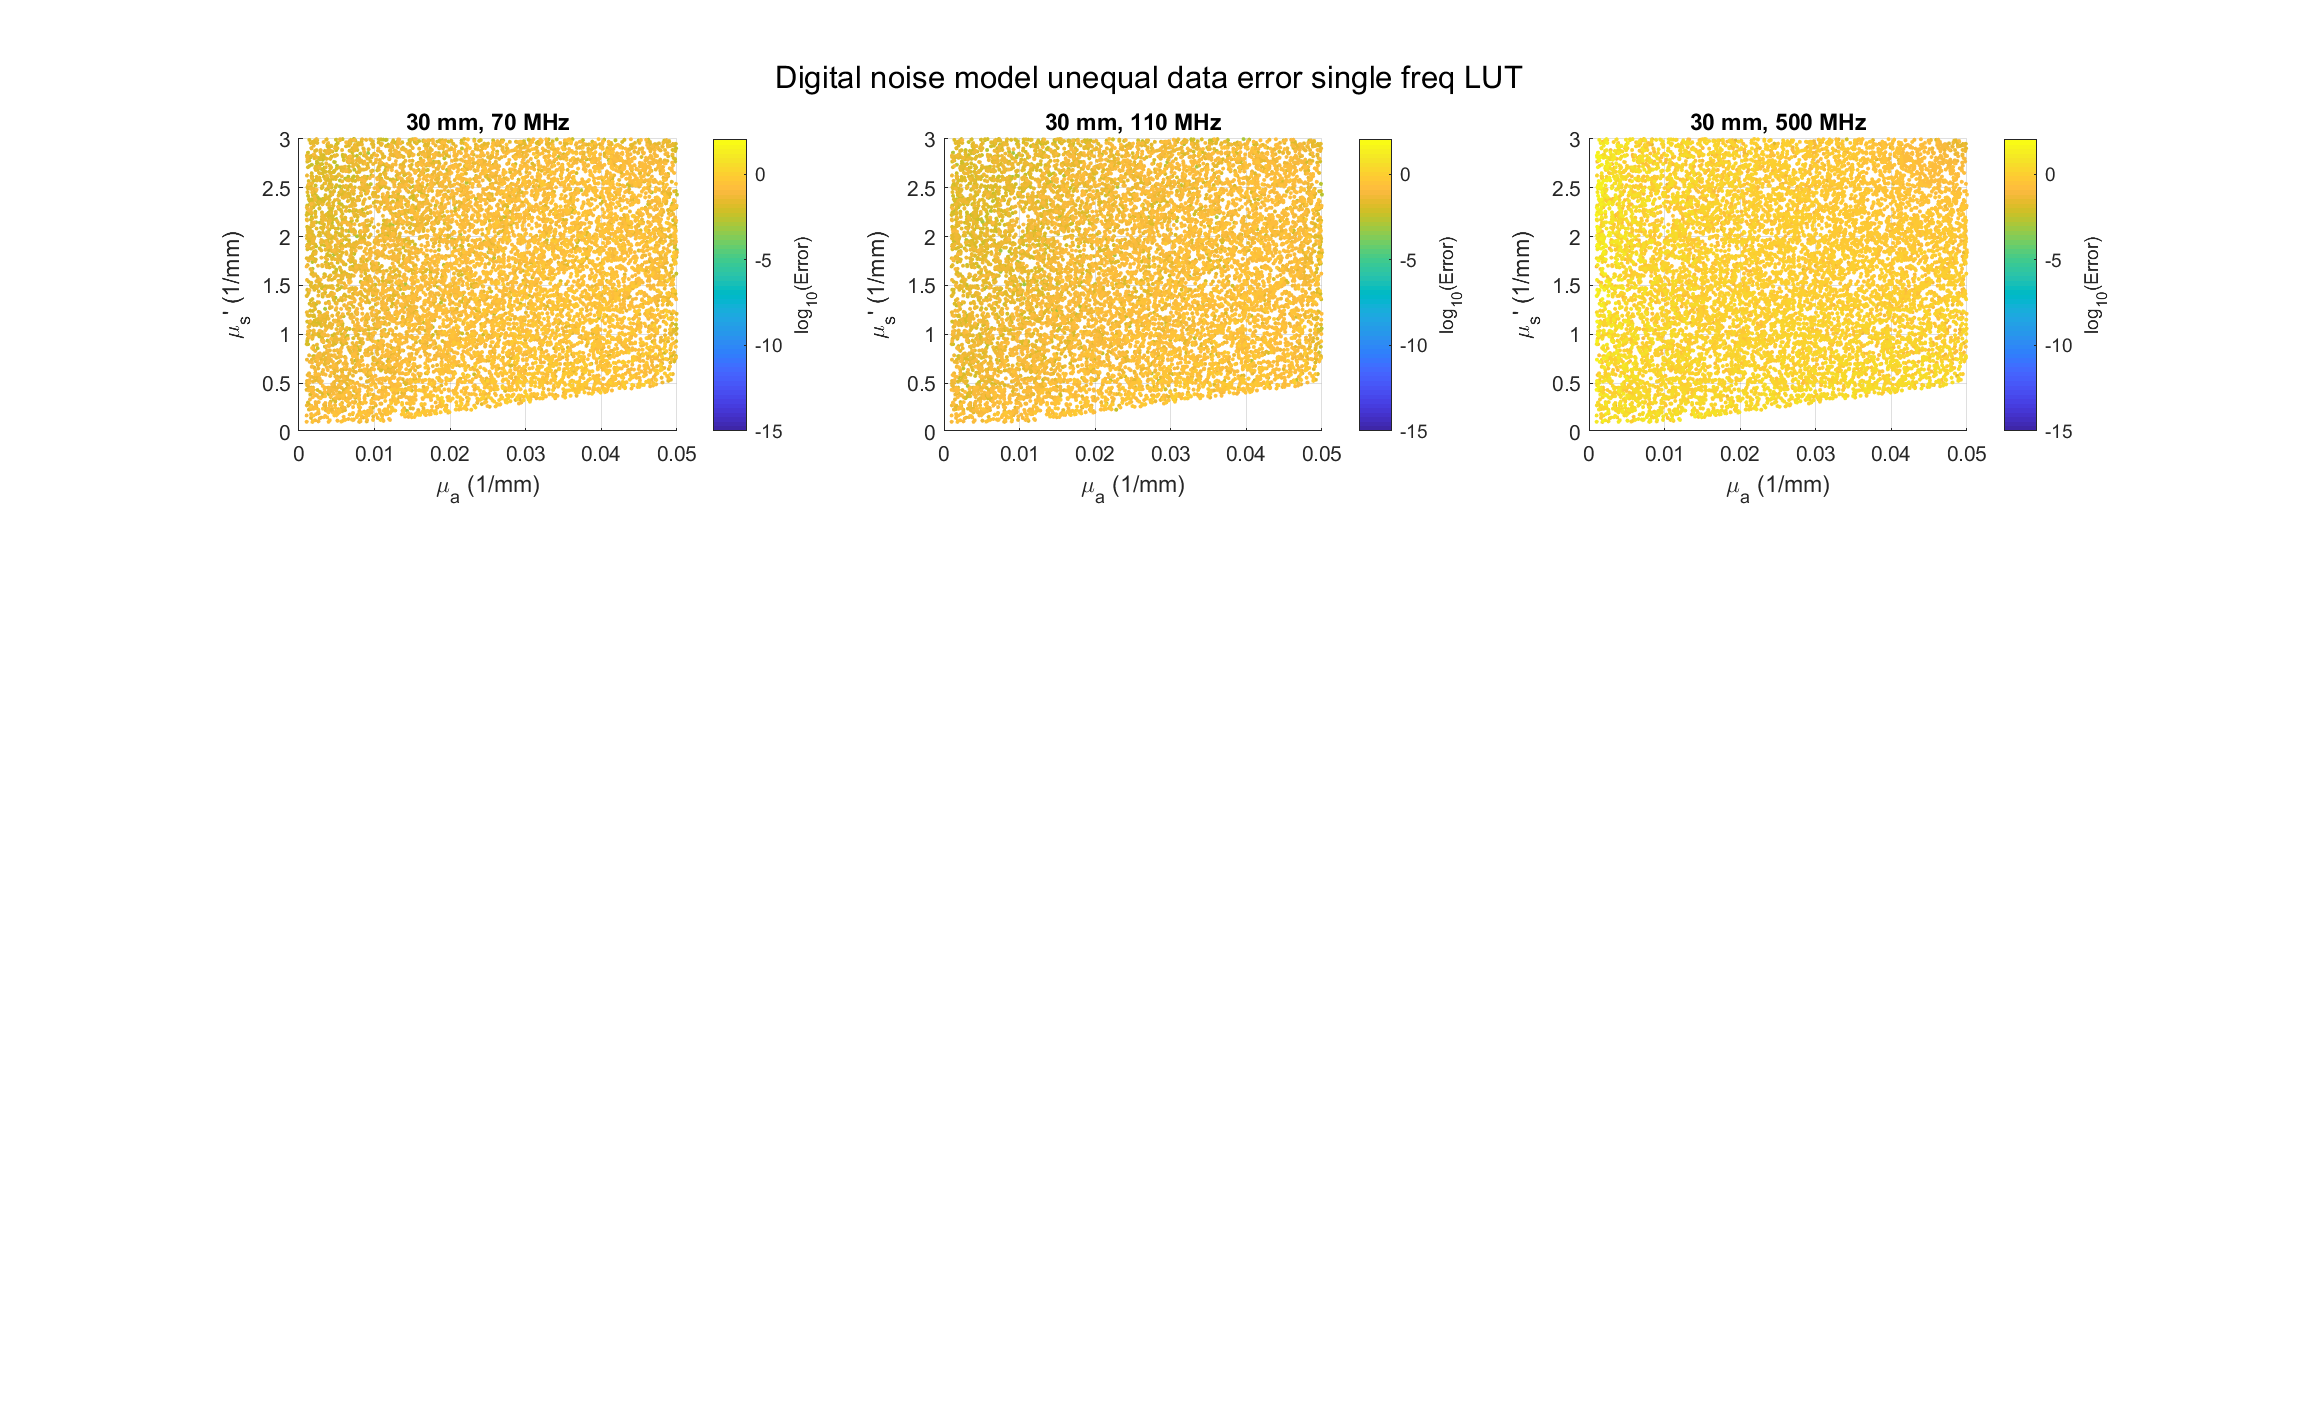 Digital noise model unequal data error single freq LUT
30 mm, 70 MHz
3
2.5
2
1.5
1
0.5
0
0 0.01 0.02 0.03 0.04 0.05
μs' (1/mm)
μa (1/mm)
0
-5
-10
-15
log10(Error)
30 mm, 110 MHz
3
2.5
2
1.5
1
0.5
0
0 0.01 0.02 0.03 0.04 0.05
μs' (1/mm)
μa (1/mm)
0
-5
-10
-15
log10(Error)
30 mm, 500 MHz
3
2.5
2
1.5
1
0.5
0
0 0.01 0.02 0.03 0.04 0.05
μs' (1/mm)
μa (1/mm)
0
-5
-10
-15
log10(Error)